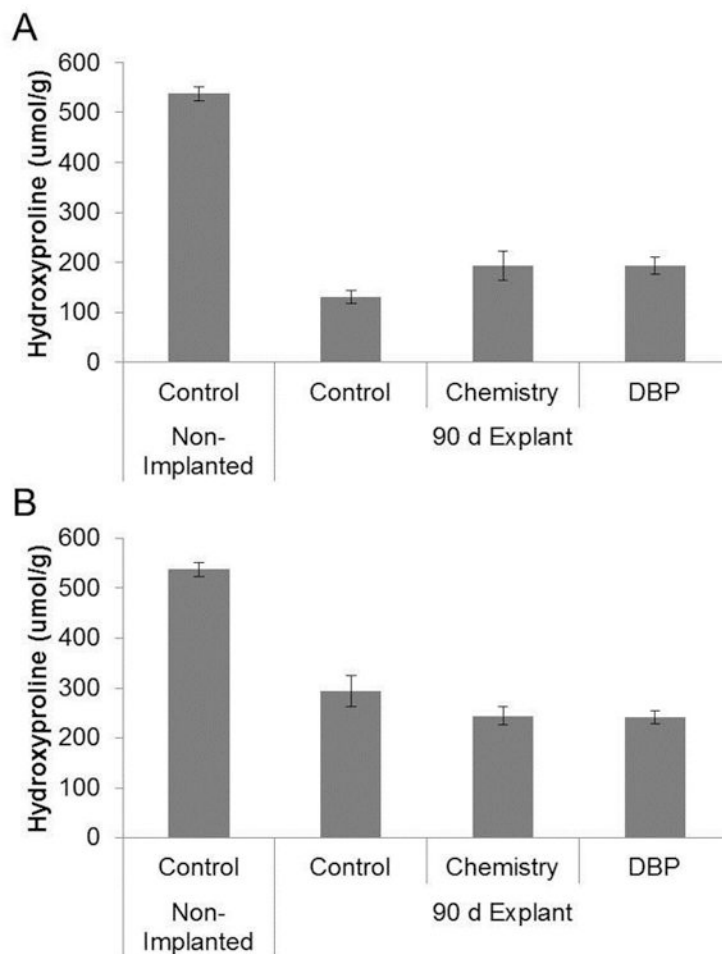 A
Hydroxyproline (umol/g)
600
500
400
300
200
100
0
Control Control Chemistry DBP
Non-
Implanted
90 d Explant
B
Hydroxyproline (umol/g)
600
500
400
300
200
100
0
Control Control Chemistry DBP
Non-
Implanted
90 d Explant